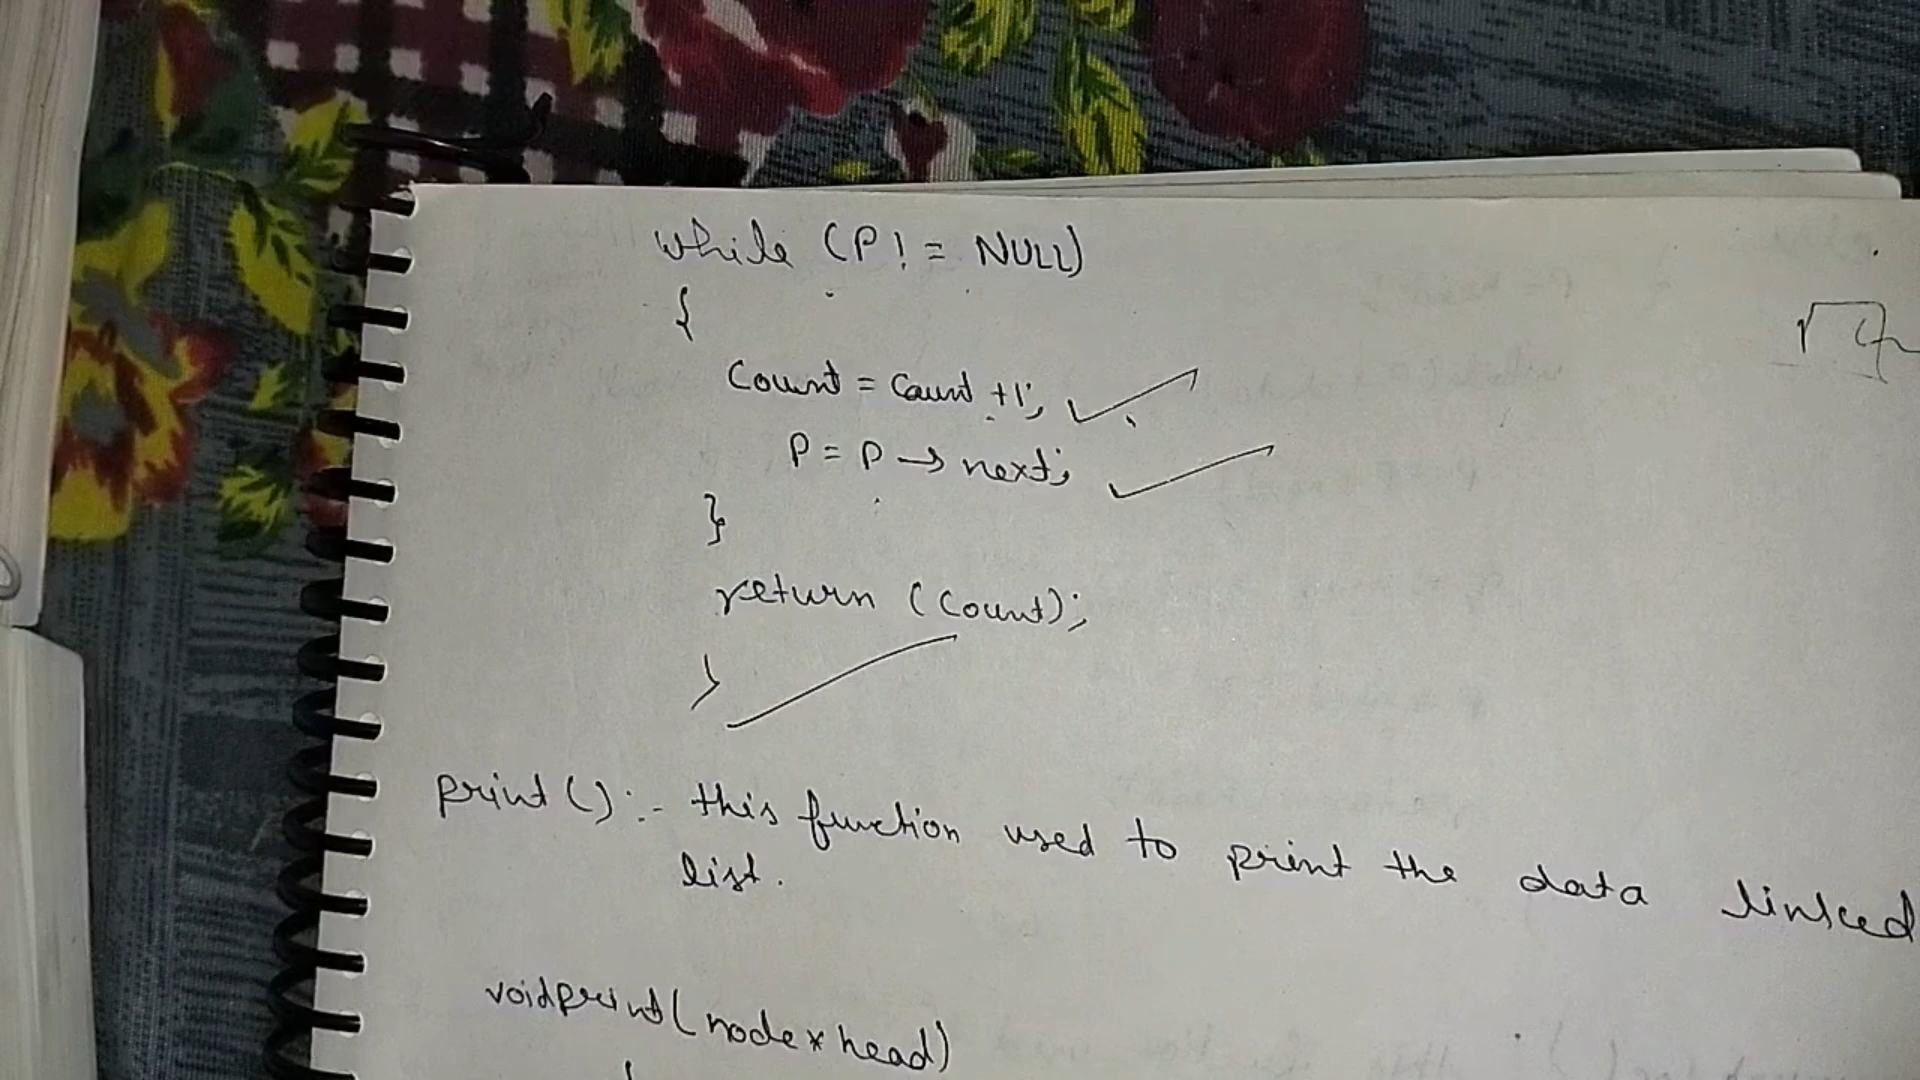 while (P! = NULL)
{
Count = Count +1;
P = P → next;
}
return (Count);
}
print () :- this function used to print the data linked
list.
void print (node * head)
{